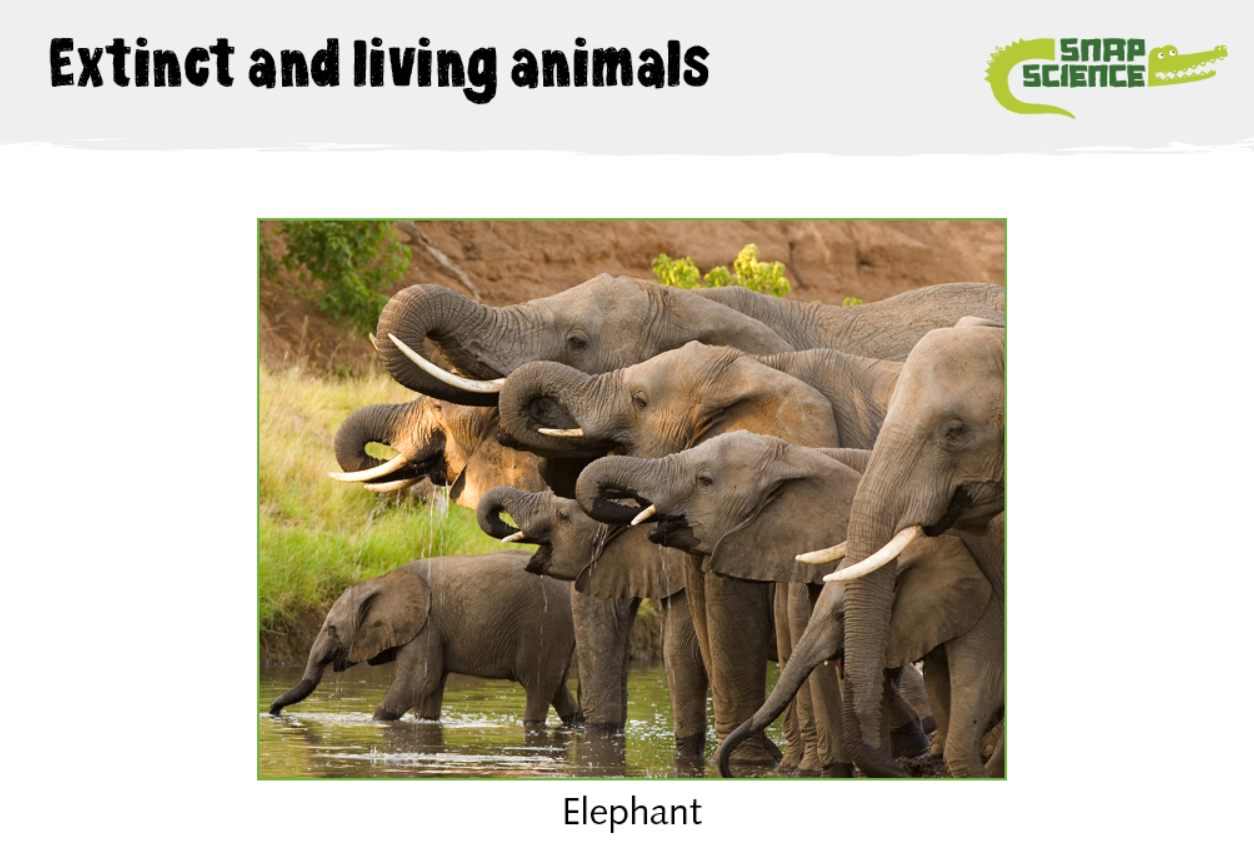 Extinct and living animals
SNAP
SCIENCE
Elephant